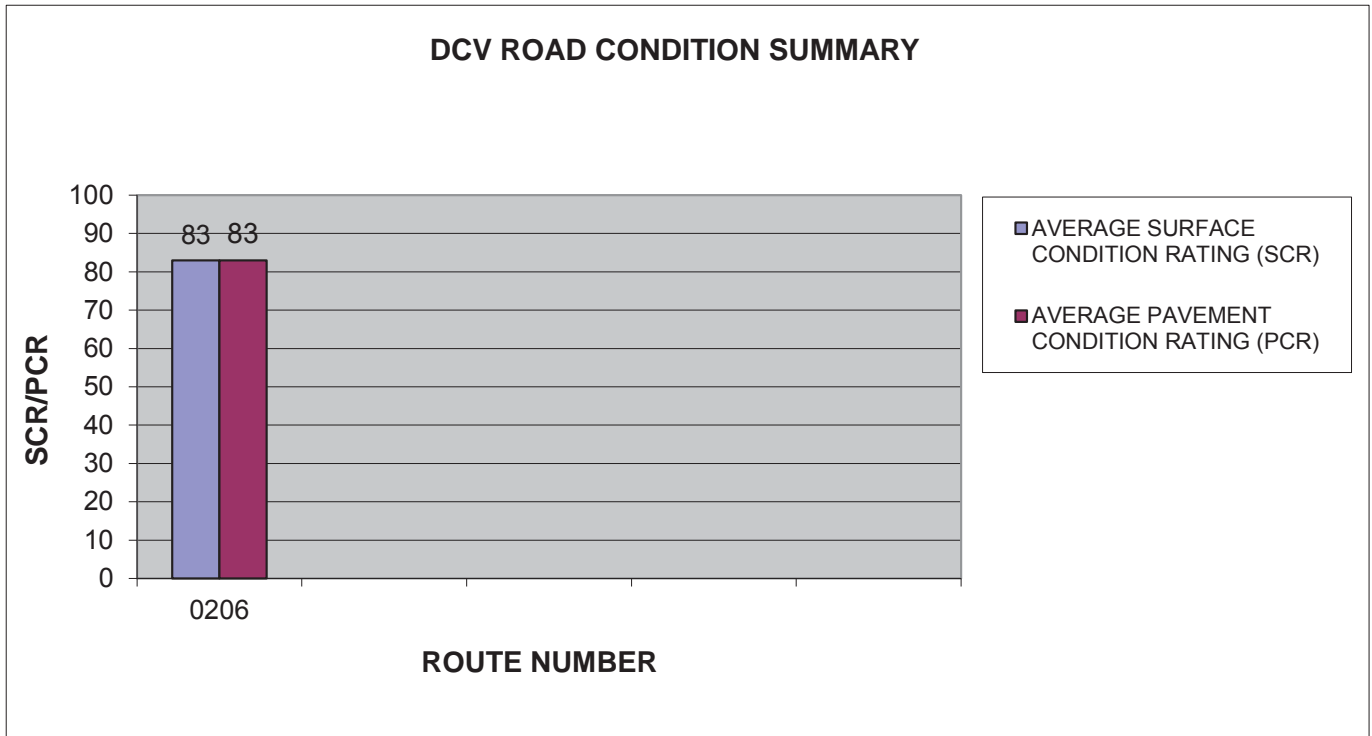 DCV ROAD CONDITION SUMMARY
SCR/PCR
100
90
80
70
60
50
40
30
20
10
0
83 83
0206
ROUTE NUMBER
AVERAGE SURFACE
CONDITION RATING (SCR)
AVERAGE PAVEMENT
CONDITION RATING (PCR)